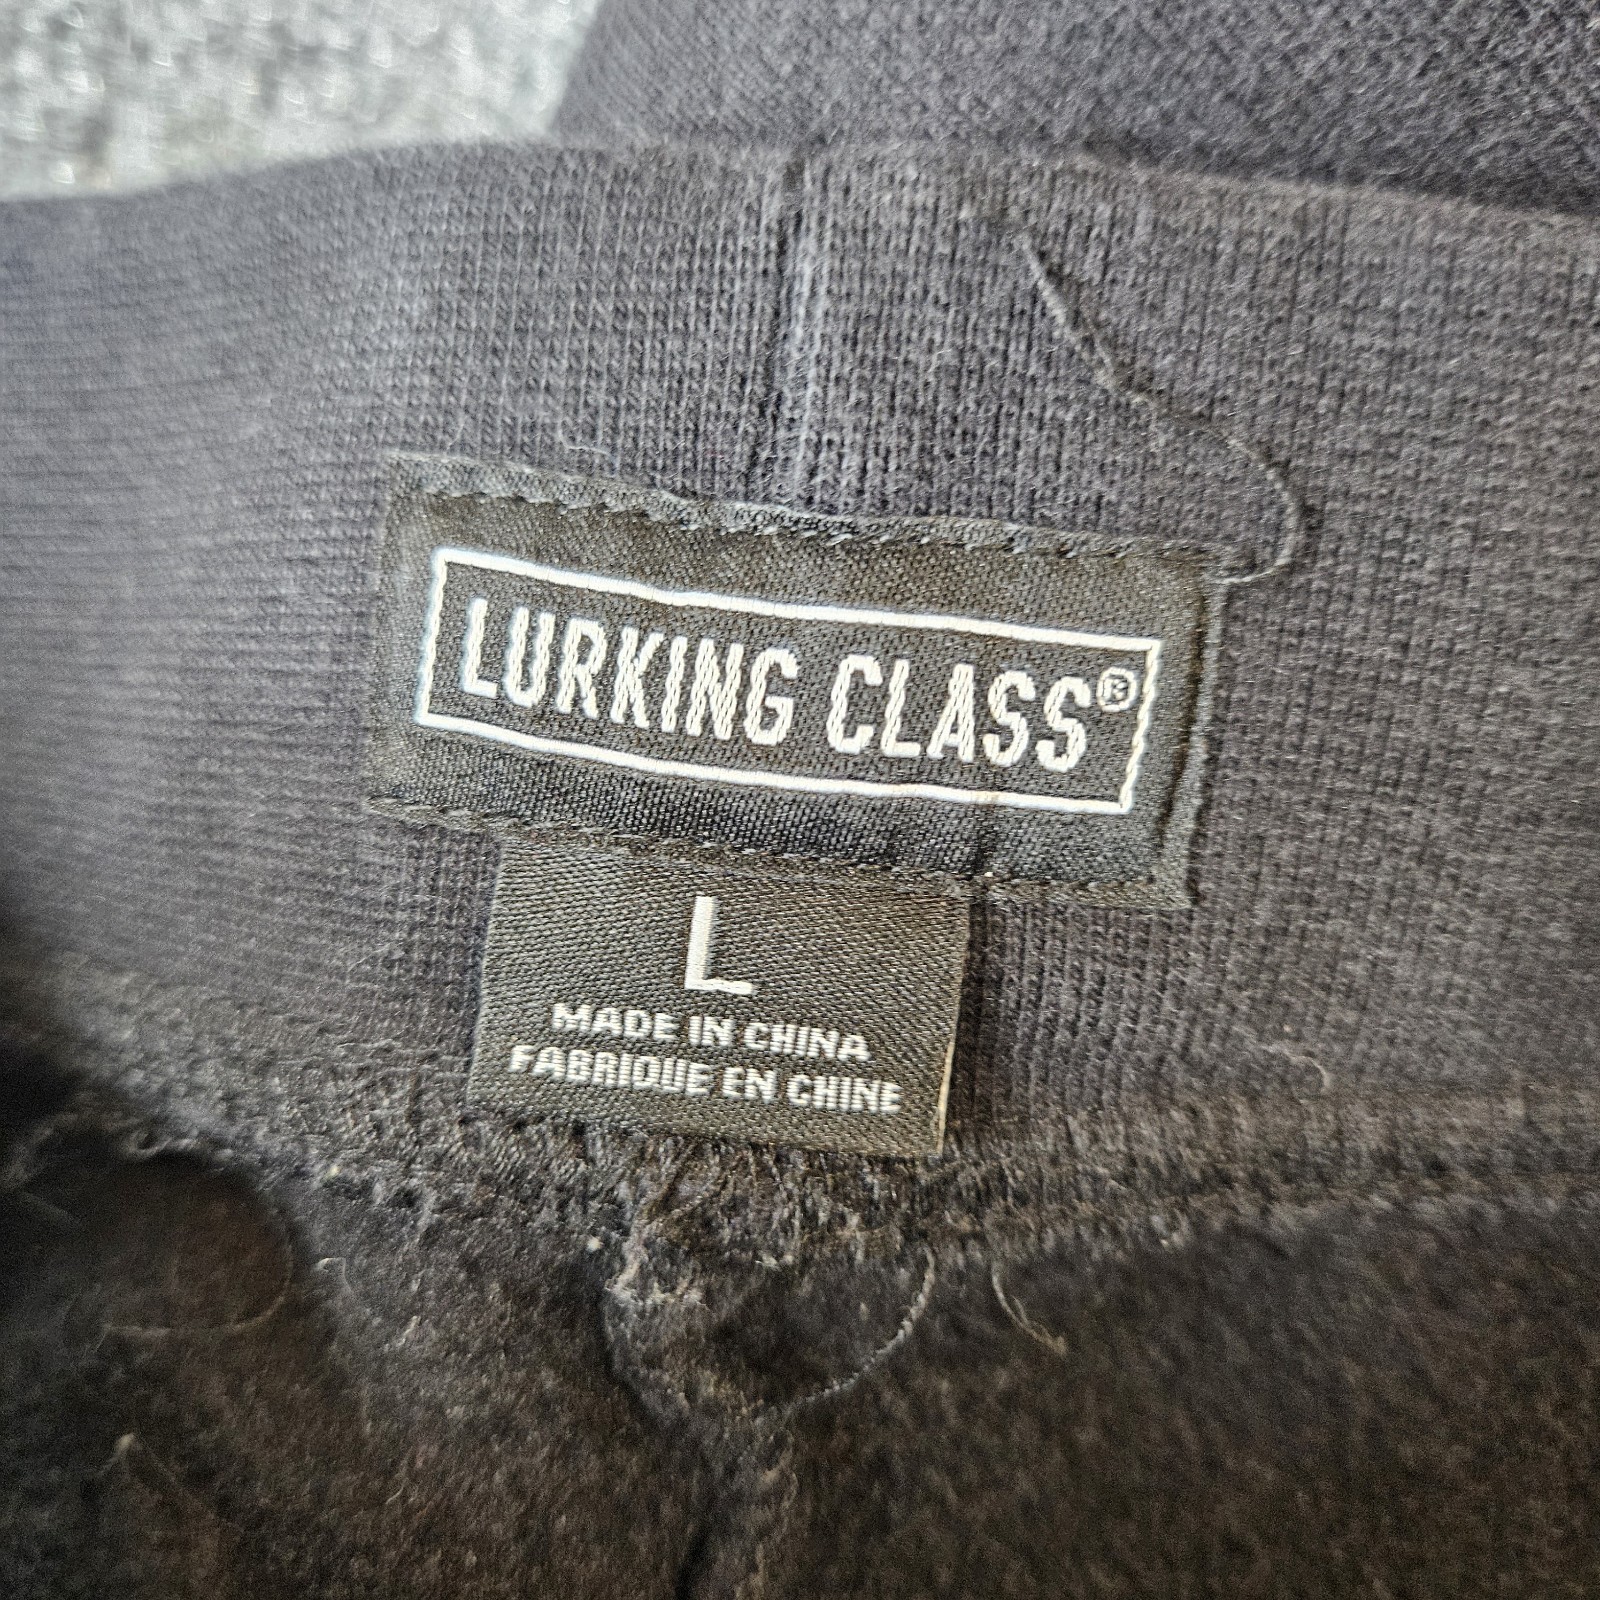 LURKING CLASS®
L
MADE IN CHINA
FABRIQUE EN CHINE